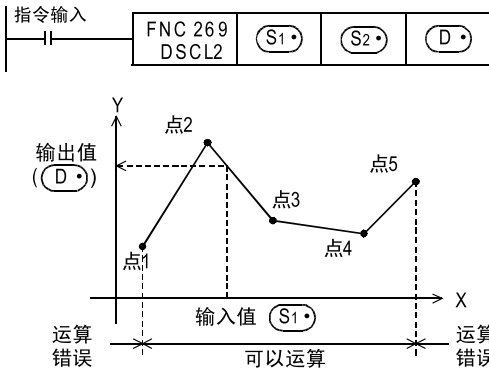 指令输入
FNC 269
DSCL2
S1•
S2•
D•
Y
点2
输出值
(D•)
点5
点3
点4
点1
X
输入值 S1•
运算
错误
可以运算
运算
错误